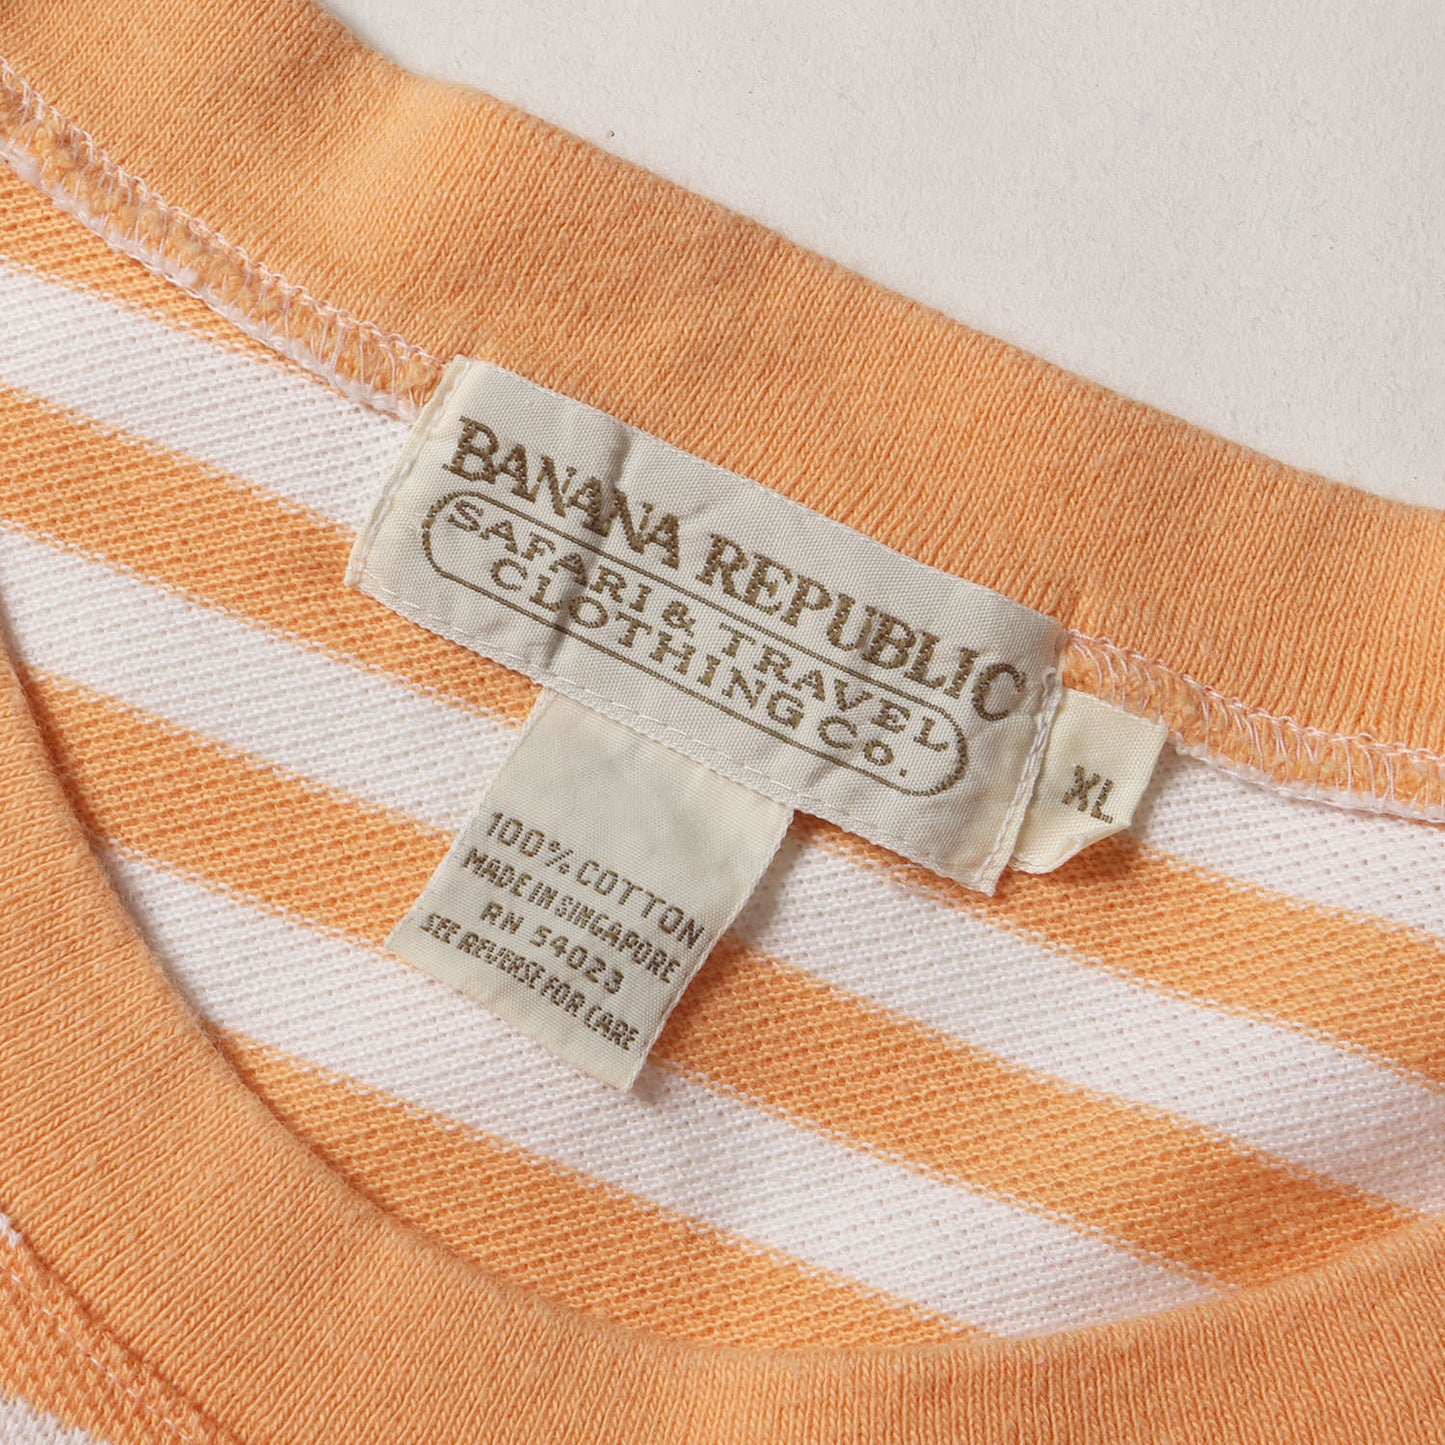 BANANA REPUBLIC
SAFARI & TRAVEL
CLOTHING CO.
XL
100% COTTON
MADE IN SINGAPORE
RN 54023
SEE REVERSE FOR CARE